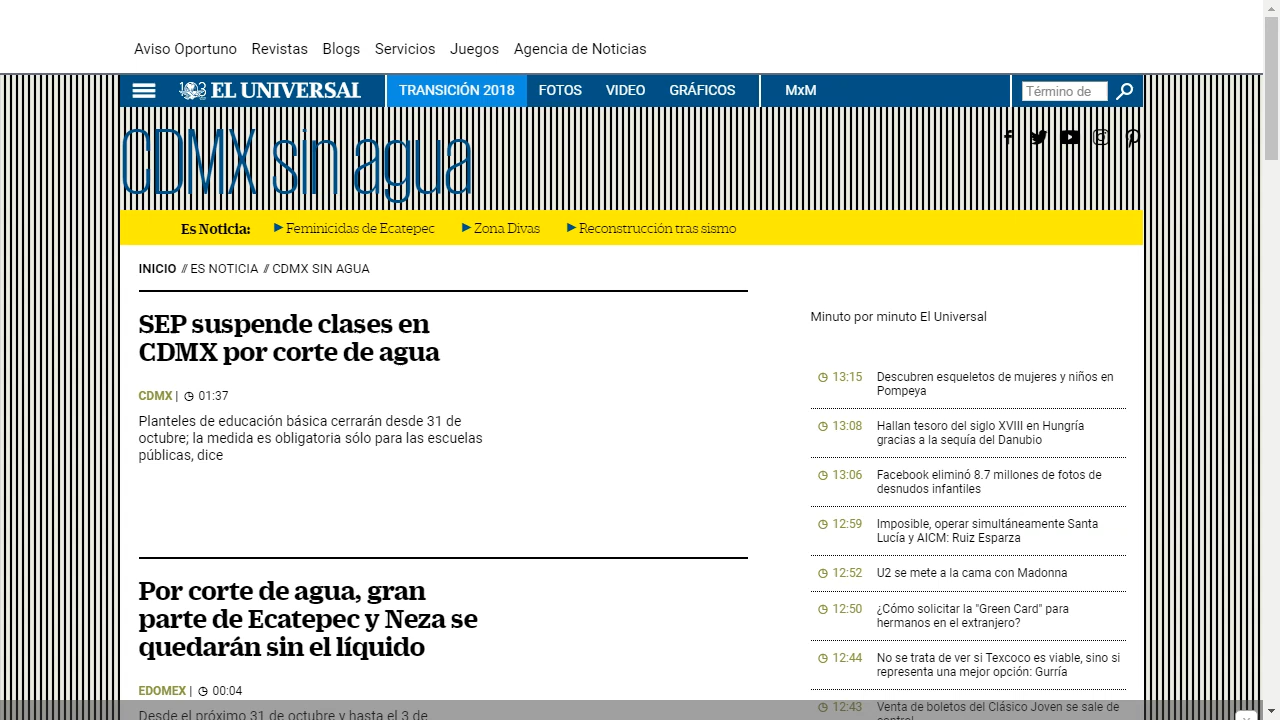 Aviso Oportuno Revistas Blogs Servicios Juegos Agencia de Noticias
EL UNIVERSAL TRANSICIÓN 2018 FOTOS VIDEO GRÁFICOS MxM Término de
CDMX sin agua
Es Noticia: Feminicidas de Ecatepec Zona Divas Reconstrucción tras sismo
INICIO // ES NOTICIA // CDMX SIN AGUA
SEP suspende clases en
CDMX por corte de agua
CDMX | 01:37
Planteles de educación básica cerrarán desde 31 de
octubre; la medida es obligatoria sólo para las escuelas
públicas, dice
Por corte de agua, gran
parte de Ecatepec y Neza se
quedarán sin el líquido
EDOMEX | 00:04
Desde el próximo 31 de octubre y hasta el 3 de
Minuto por minuto El Universal
13:15 Descubren esqueletos de mujeres y niños en
Pompeya
13:08 Hallan tesoro del siglo XVIII en Hungría
gracias a la sequía del Danubio
13:06 Facebook eliminó 8.7 millones de fotos de
desnudos infantiles
12:59 Imposible, operar simultáneamente Santa
Lucía y AICM: Ruiz Esparza
12:52 U2 se mete a la cama con Madonna
12:50 ¿Cómo solicitar la "Green Card" para
hermanos en el extranjero?
12:44 No se trata de ver si Texcoco es viable, sino si
representa una mejor opción: Gurría
12:43 Venta de boletos del Clásico Joven se sale de